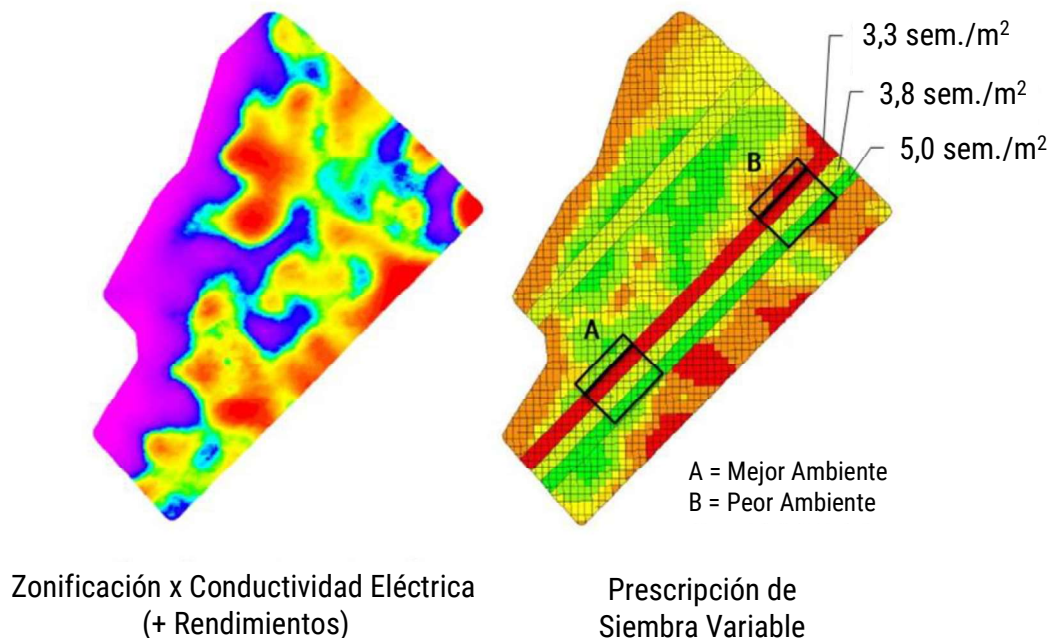 3,3 sem./m²
3,8 sem./m²
5,0 sem./m²
B
A
A = Mejor Ambiente
B = Peor Ambiente
Zonificación x Conductividad Eléctrica
(+ Rendimientos)
Prescripción de
Siembra Variable